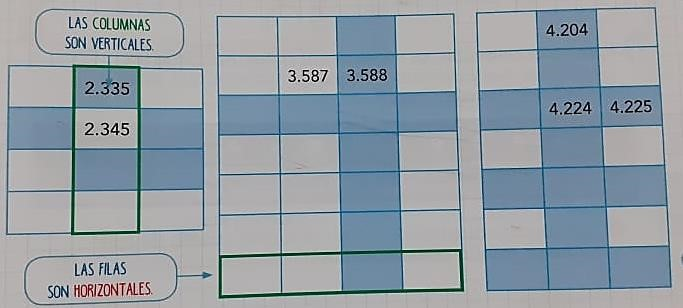 LAS COLUMNAS
SON VERTICALES.
2.335
2.345
3.587 3.588
4.204
4.224 4.225
LAS FILAS
SON HORIZONTALES.